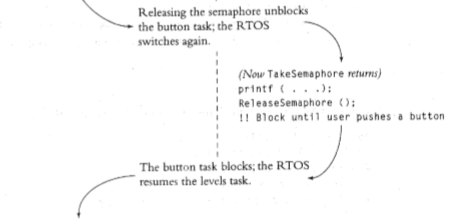 Releasing the semaphore unblocks
the button task; the RTOS
switches again.
(Now TakeSemaphore returns)
printf ( . . .);
ReleaseSemaphore ();
!! Block until user pushes a button
The button task blocks; the RTOS
resumes the levels task.